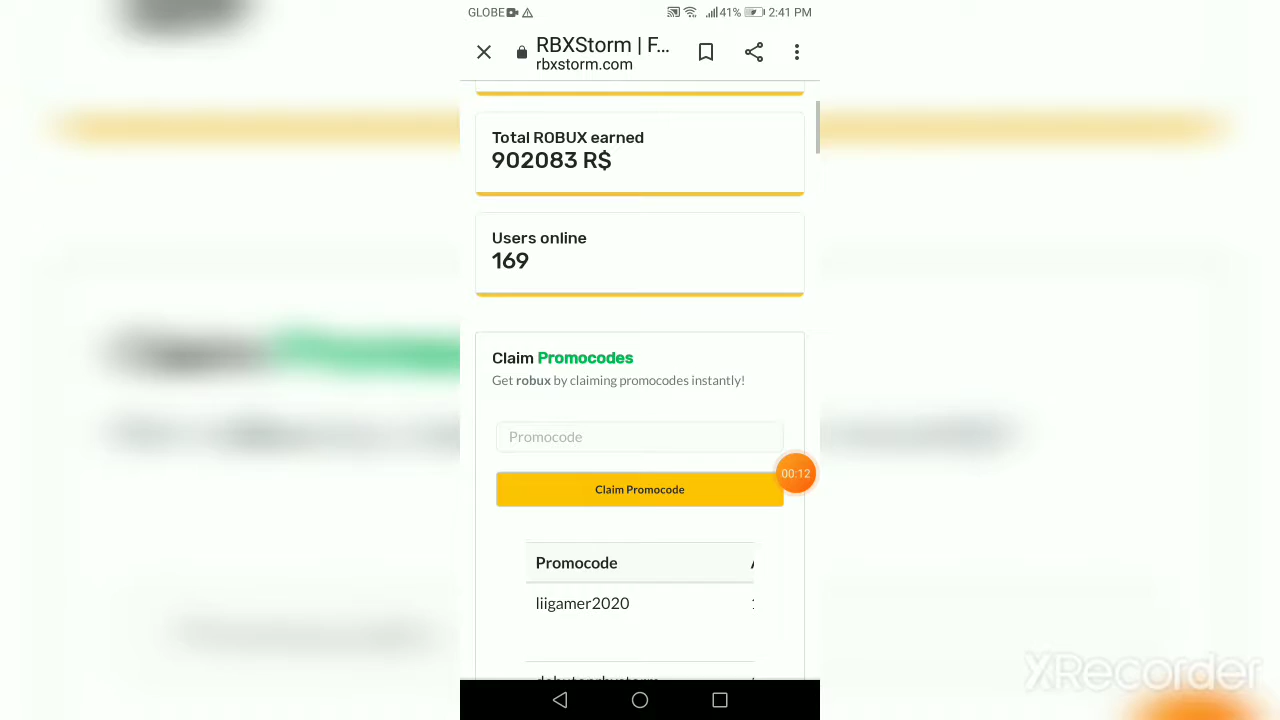 GLOBE 41% 2:41 PM
RBXStorm | F...
rbxstorm.com
Total ROBUX earned
902083 R$
Users online
169
Claim Promocodes
Get robux by claiming promocodes instantly!
Promocode
00:12
Claim Promocode
Promocode
liigamer2020
XRecorder